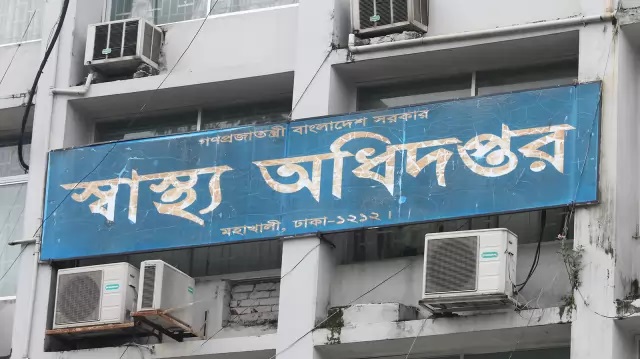 গণপ্রজাতন্ত্রী বাংলাদেশ সরকার
স্বাস্থ্য অধিদপ্তর
মহাখালী, ঢাকা-১২১২।